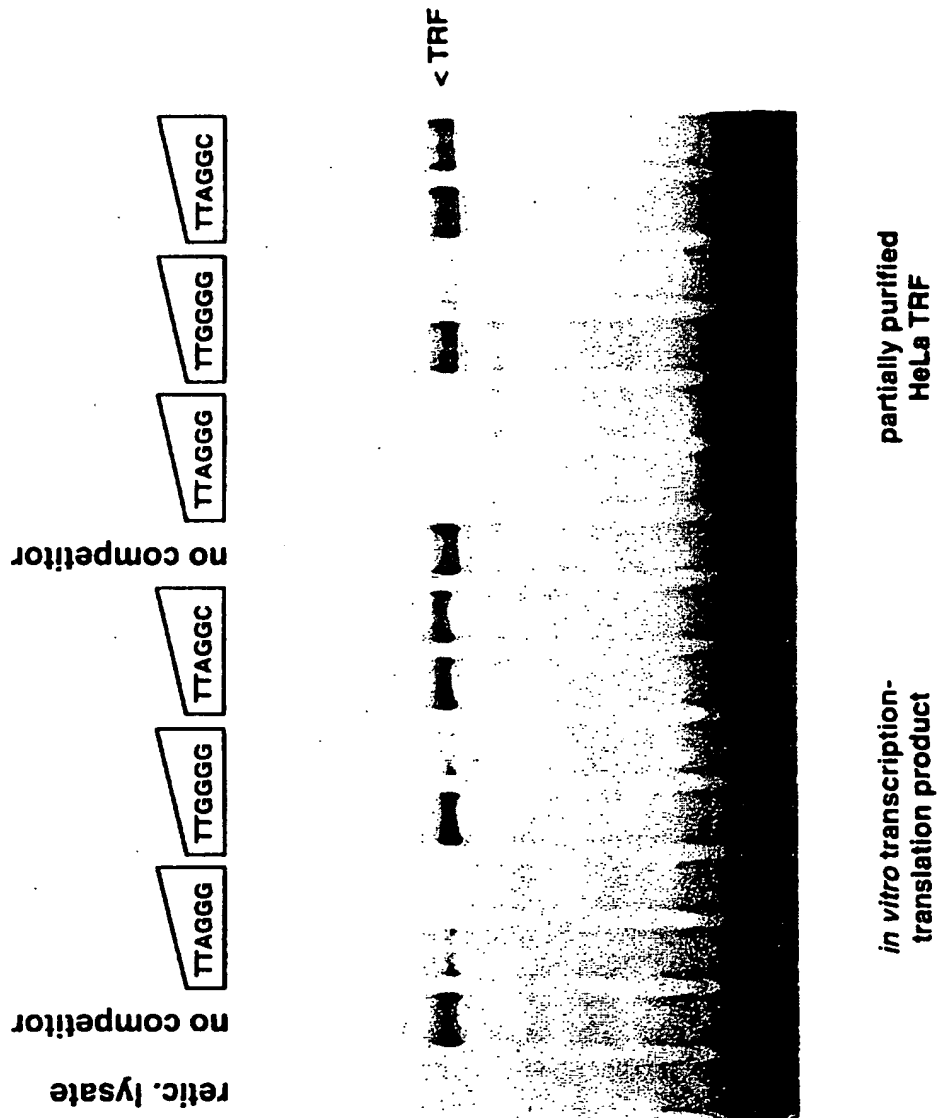 retic. lysate
no competitor
TTAGGG
TTGGGG
TTAGGC
no competitor
TTAGGG
TTGGGG
TTAGGC
< TRF
in vitro transcription-
translation product
partially purified
HeLa TRF